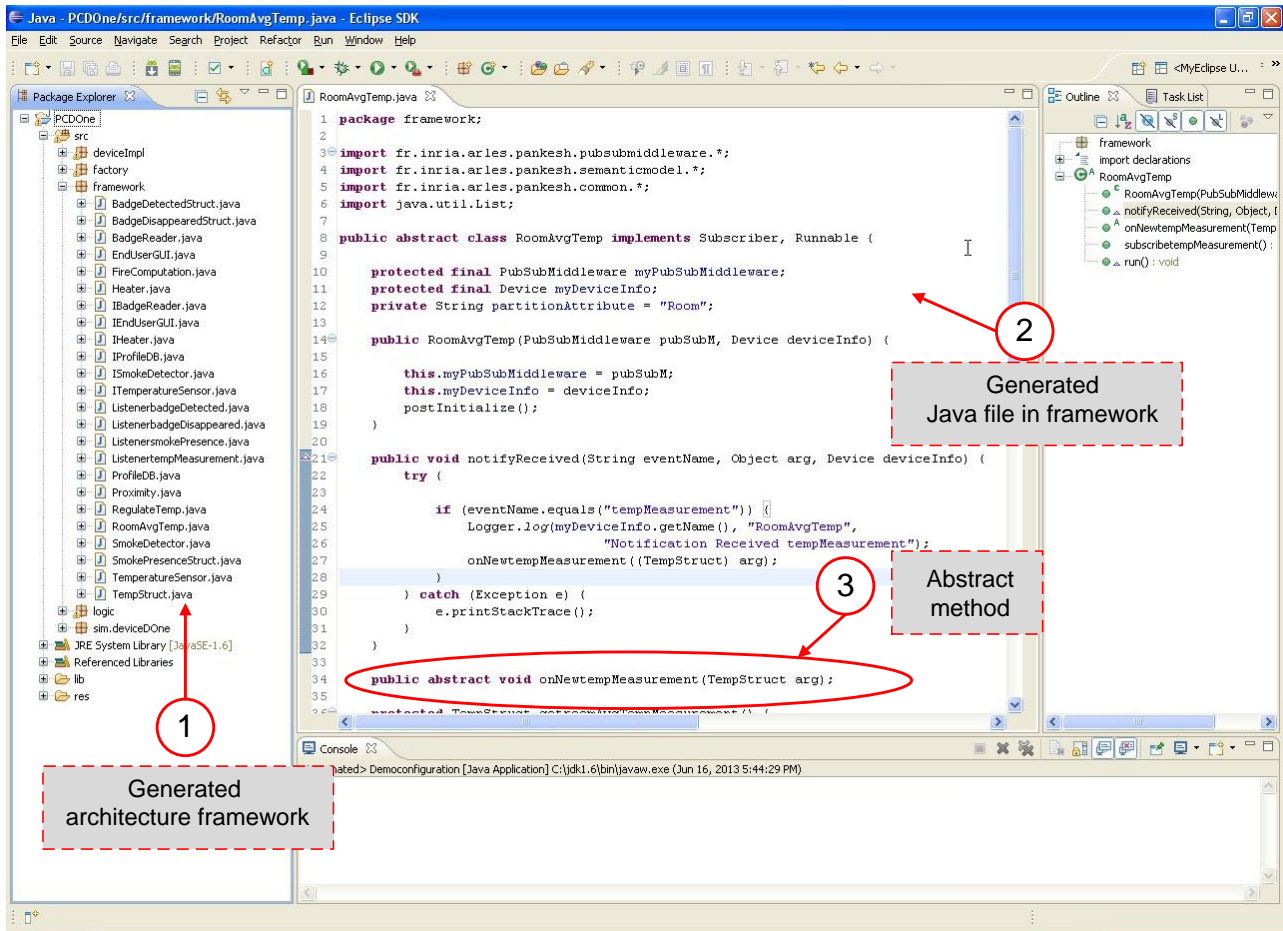 Java - PCDOne/src/framework/RoomAvgTemp.java - Eclipse SDK
File Edit Source Navigate Search Project Refactor Run Window Help
<MyEclipse U...
Package Explorer
PCDOne
src
deviceImpl
factory
framework
BadgeDetectedStruct.java
BadgeDisappearedStruct.java
BadgeReader.java
EndUserGUI.java
FireComputation.java
Heater.java
IBadgeReader.java
IEndUserGUI.java
IHeater.java
IProfileDB.java
ISmokeDetector.java
ITemperatureSensor.java
ListenerbadgeDetected.java
ListenerbadgeDisappeared.java
ListenersmokePresence.java
ListenertempMeasurement.java
ProfileDB.java
Proximity.java
RegulateTemp.java
RoomAvgTemp.java
SmokeDetector.java
SmokePresenceStruct.java
TemperatureSensor.java
TempStruct.java
logic
sim.deviceDOne
JRE System Library [JavaSE-1.6]
Referenced Libraries
lib
res
1
Generated
architecture framework
RoomAvgTemp.java
1 package framework;
2
3 import fr.inria.arles.pankesh.pubsubmiddleware.*;
4 import fr.inria.arles.pankesh.semanticmodel.*;
5 import fr.inria.arles.pankesh.common.*;
6 import java.util.List;
7
8 public abstract class RoomAvgTemp implements Subscriber, Runnable {
9
10 protected final PubSubMiddleware myPubSubMiddleware;
11 protected final Device myDeviceInfo;
12 private String partitionAttribute = "Room";
13
14 public RoomAvgTemp(PubSubMiddleware pubSubM, Device deviceInfo) {
15
16 this.myPubSubMiddleware = pubSubM;
17 this.myDeviceInfo = deviceInfo;
18 postInitialize();
19 }
20
21 public void notifyReceived(String eventName, Object arg, Device deviceInfo) {
22 try {
23
24 if (eventName.equals("tempMeasurement")) {
25 Logger.log(myDeviceInfo.getName(), "RoomAvgTemp",
26 "Notification Received tempMeasurement");
27 onNewtempMeasurement((TempStruct) arg);
28 }
29 } catch (Exception e) {
30 e.printStackTrace();
31 }
32 }
33
34 public abstract void onNewtempMeasurement(TempStruct arg);
35
36 protected TempStruct getroomAvgTempMeasurement() {
2
Generated
Java file in framework
3
Abstract
method
Outline
Task List
framework
import declarations
RoomAvgTemp
RoomAvgTemp(PubSubMiddlewa
notifyReceived(String, Object, D
onNewtempMeasurement(Temp
subscribetempMeasurement() :
run() : void
Console
ated> Democonfiguration [Java Application] C:\jdk1.6\bin\javaw.exe (Jun 16, 2013 5:44:29 PM)